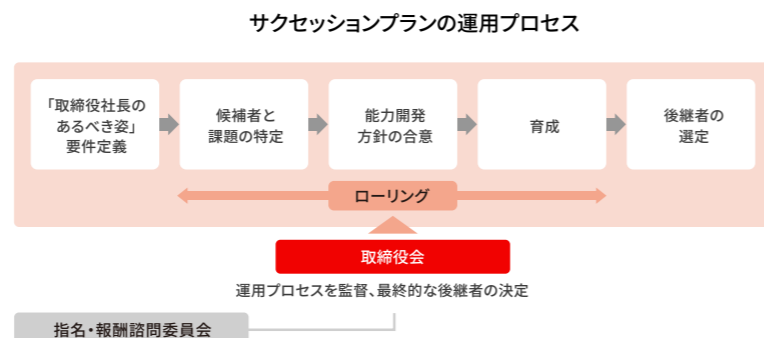 サクセッションプランの運用プロセス
「取締役社長の
あるべき姿」
要件定義
候補者と
課題の特定
能力開発
方針の合意
育成
後継者の
選定
ローリング
取締役会
運用プロセスを監督、最終的な後継者の決定
指名・報酬諮問委員会